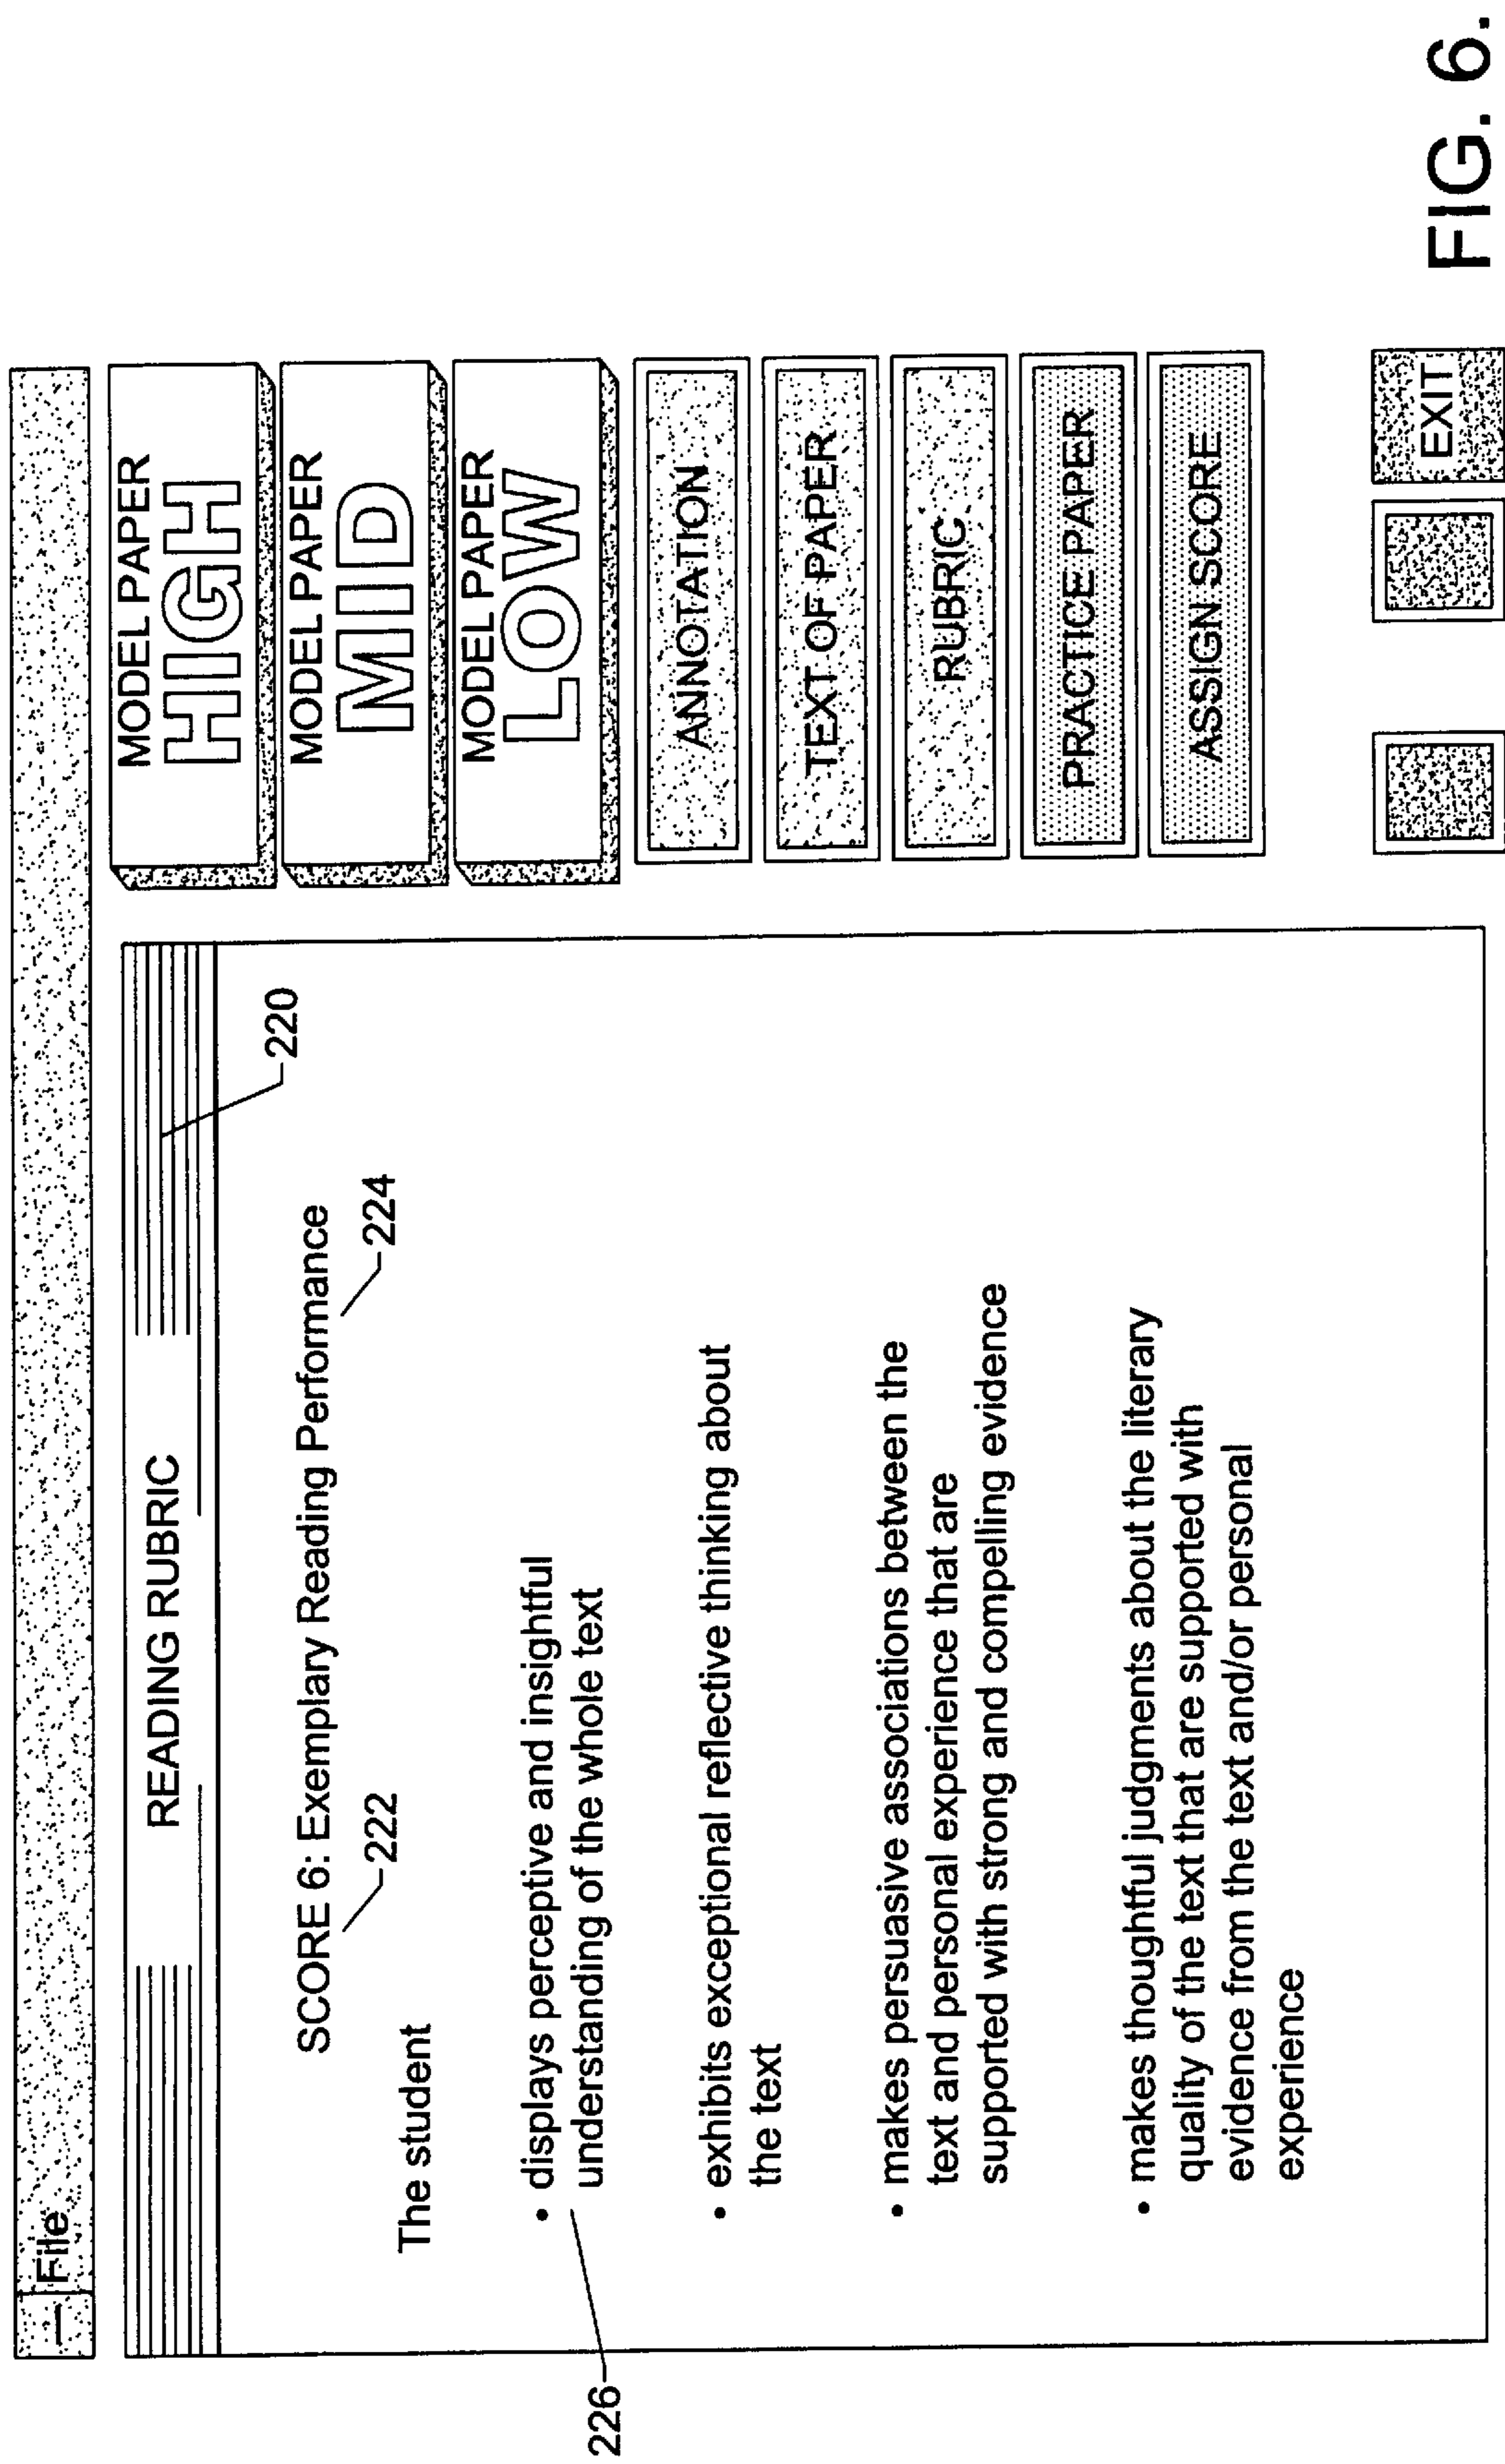 File
READING RUBRIC
220
SCORE 6: Exemplary Reading Performance
222
224
The student
• displays perceptive and insightful
understanding of the whole text
226
• exhibits exceptional reflective thinking about
the text
• makes persuasive associations between the
text and personal experience that are
supported with strong and compelling evidence
• makes thoughtful judgments about the literary
quality of the text that are supported with
evidence from the text and/or personal
experience
MODEL PAPER
HIGH
MODEL PAPER
MID
MODEL PAPER
LOW
ANNOTATION
TEXT OF PAPER
RUBRIC
PRACTICE PAPER
ASSIGN SCORE
EXIT
FIG. 6.